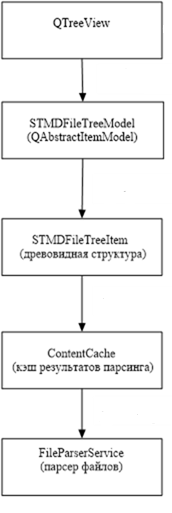 QTreeView
STMDFileTreeModel
(QAbstractItemModel)
STMDFileTreeItem
(древовидная структура)
ContentCache
(кэш результатов парсинга)
FileParserService
(парсер файлов)